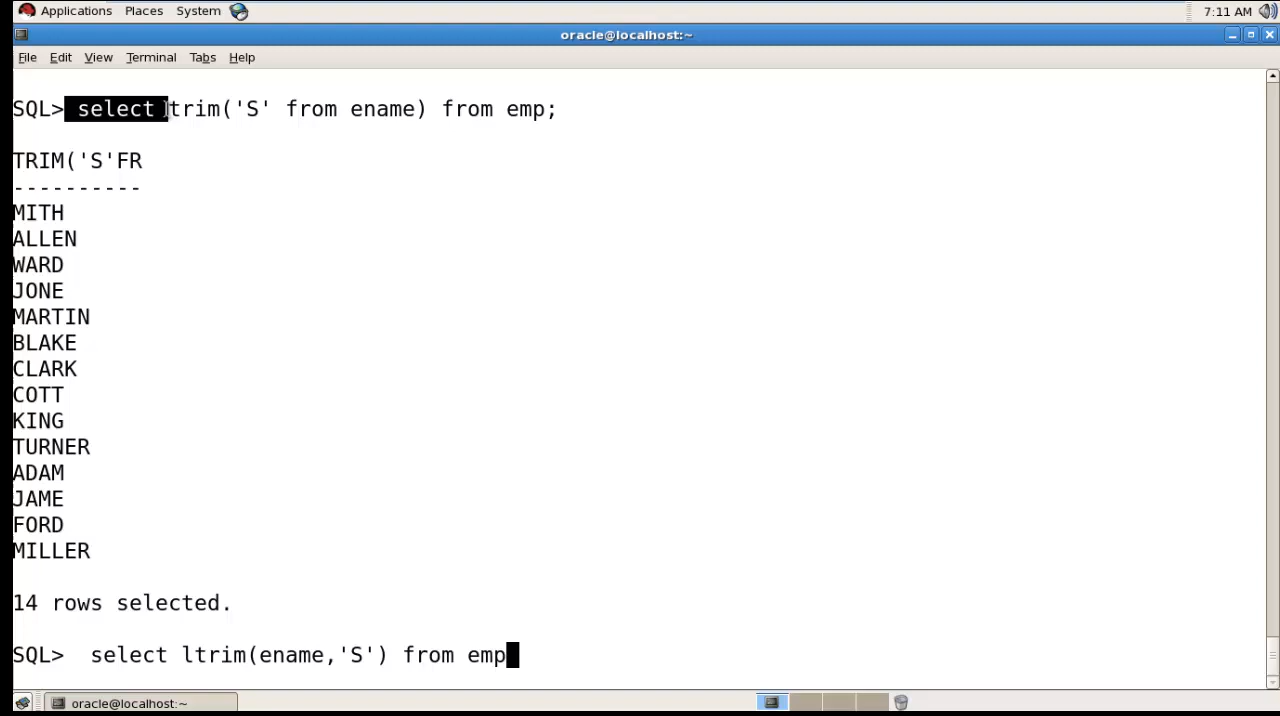 Applications Places System 7:11 AM
oracle@localhost:~
File Edit View Terminal Tabs Help
SQL> select trim('S' from ename) from emp;
TRIM('S'FR
----------
MITH
ALLEN
WARD
JONE
MARTIN
BLAKE
CLARK
COTT
KING
TURNER
ADAM
JAME
FORD
MILLER
14 rows selected.
SQL>  select ltrim(ename,'S') from emp
oracle@localhost:~